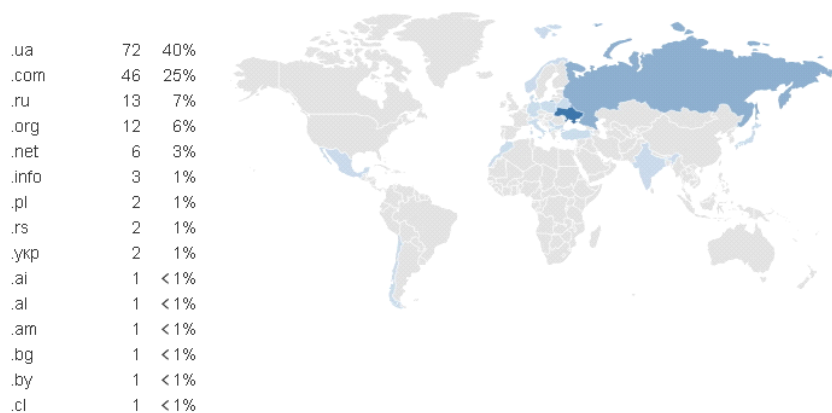 .ua 72 40%
.com 46 25%
.ru 13 7%
.org 12 6%
.net 6 3%
.info 3 1%
.pl 2 1%
.rs 2 1%
.укр 2 1%
.ai 1 <1%
.al 1 <1%
.am 1 <1%
.bg 1 <1%
.by 1 <1%
.cl 1 <1%